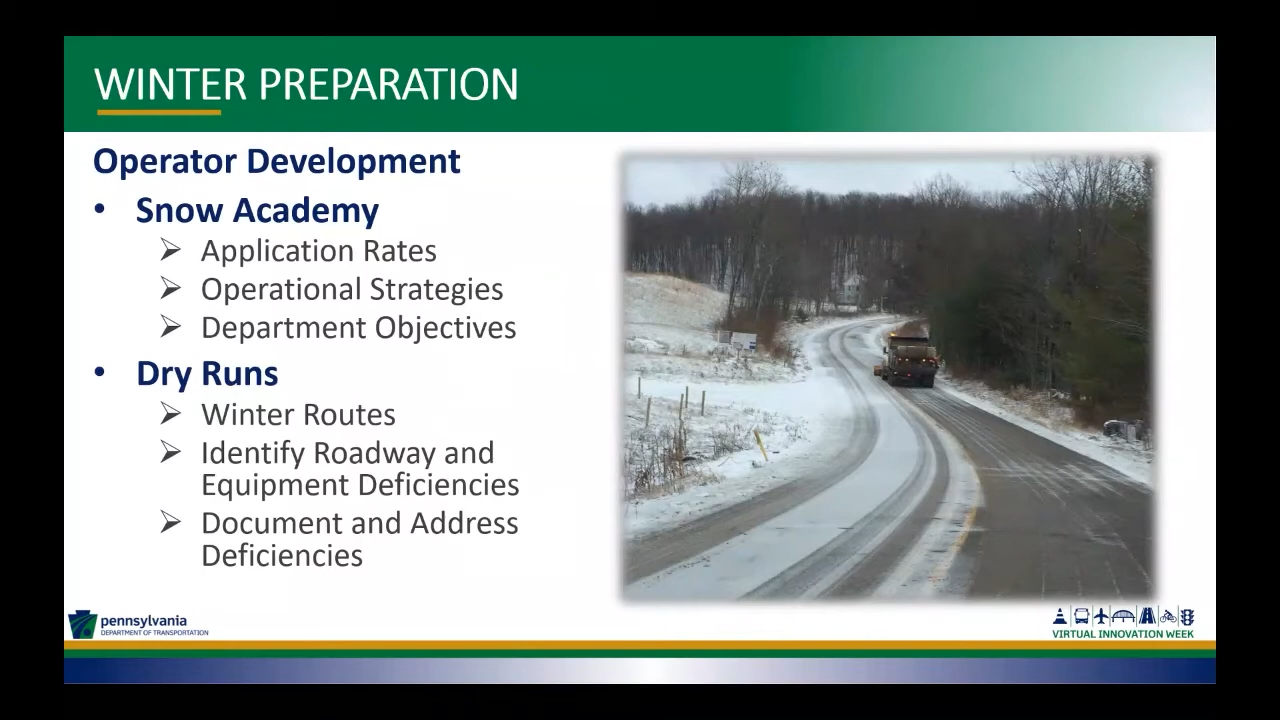 WINTER PREPARATION
Operator Development
• Snow Academy
➢ Application Rates
➢ Operational Strategies
➢ Department Objectives
• Dry Runs
➢ Winter Routes
➢ Identify Roadway and
Equipment Deficiencies
➢ Document and Address
Deficiencies
pennsylvania
DEPARTMENT OF TRANSPORTATION
VIRTUAL INNOVATION WEEK